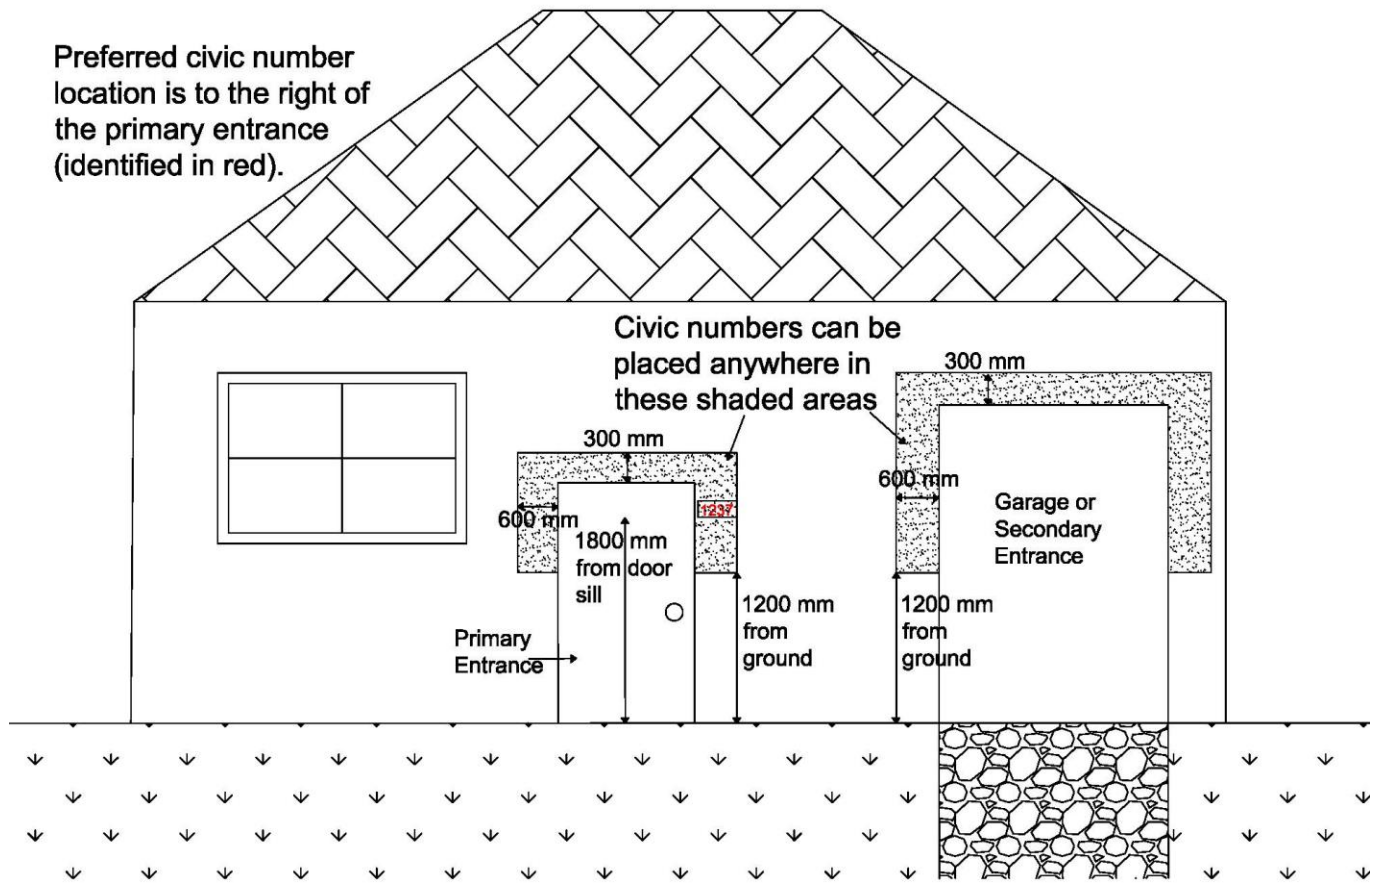 Preferred civic number
location is to the right of
the primary entrance
(identified in red).
Civic numbers can be
placed anywhere in
these shaded areas
300 mm
300 mm
600 mm
600 mm
1237
1800 mm
from door
sill
Garage or
Secondary
Entrance
Primary
Entrance
1200 mm
from
ground
1200 mm
from
ground